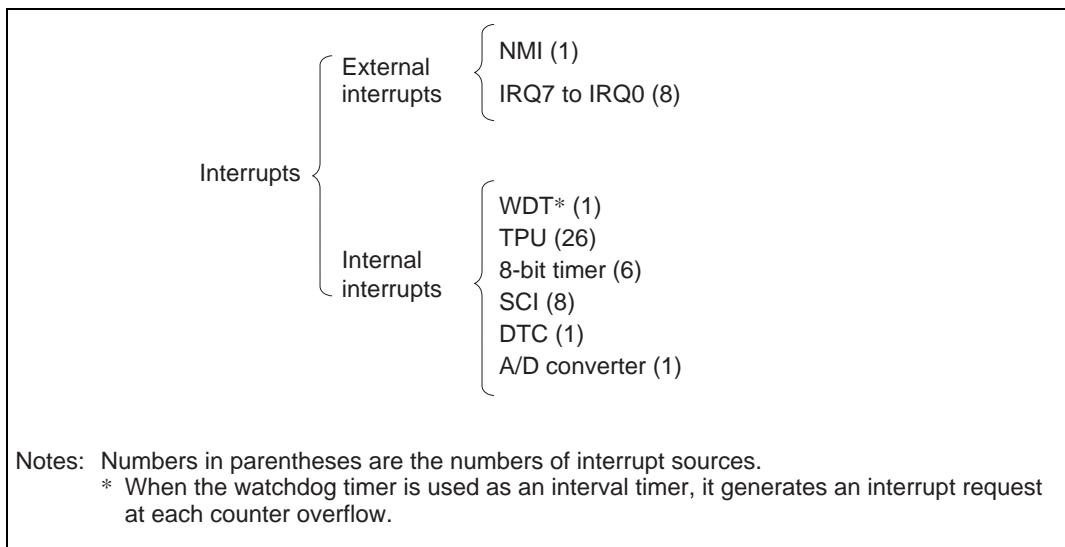 Interrupts
External
interrupts
NMI (1)
IRQ7 to IRQ0 (8)
Internal
interrupts
WDT* (1)
TPU (26)
8-bit timer (6)
SCI (8)
DTC (1)
A/D converter (1)
Notes: Numbers in parentheses are the numbers of interrupt sources.
* When the watchdog timer is used as an interval timer, it generates an interrupt request
at each counter overflow.